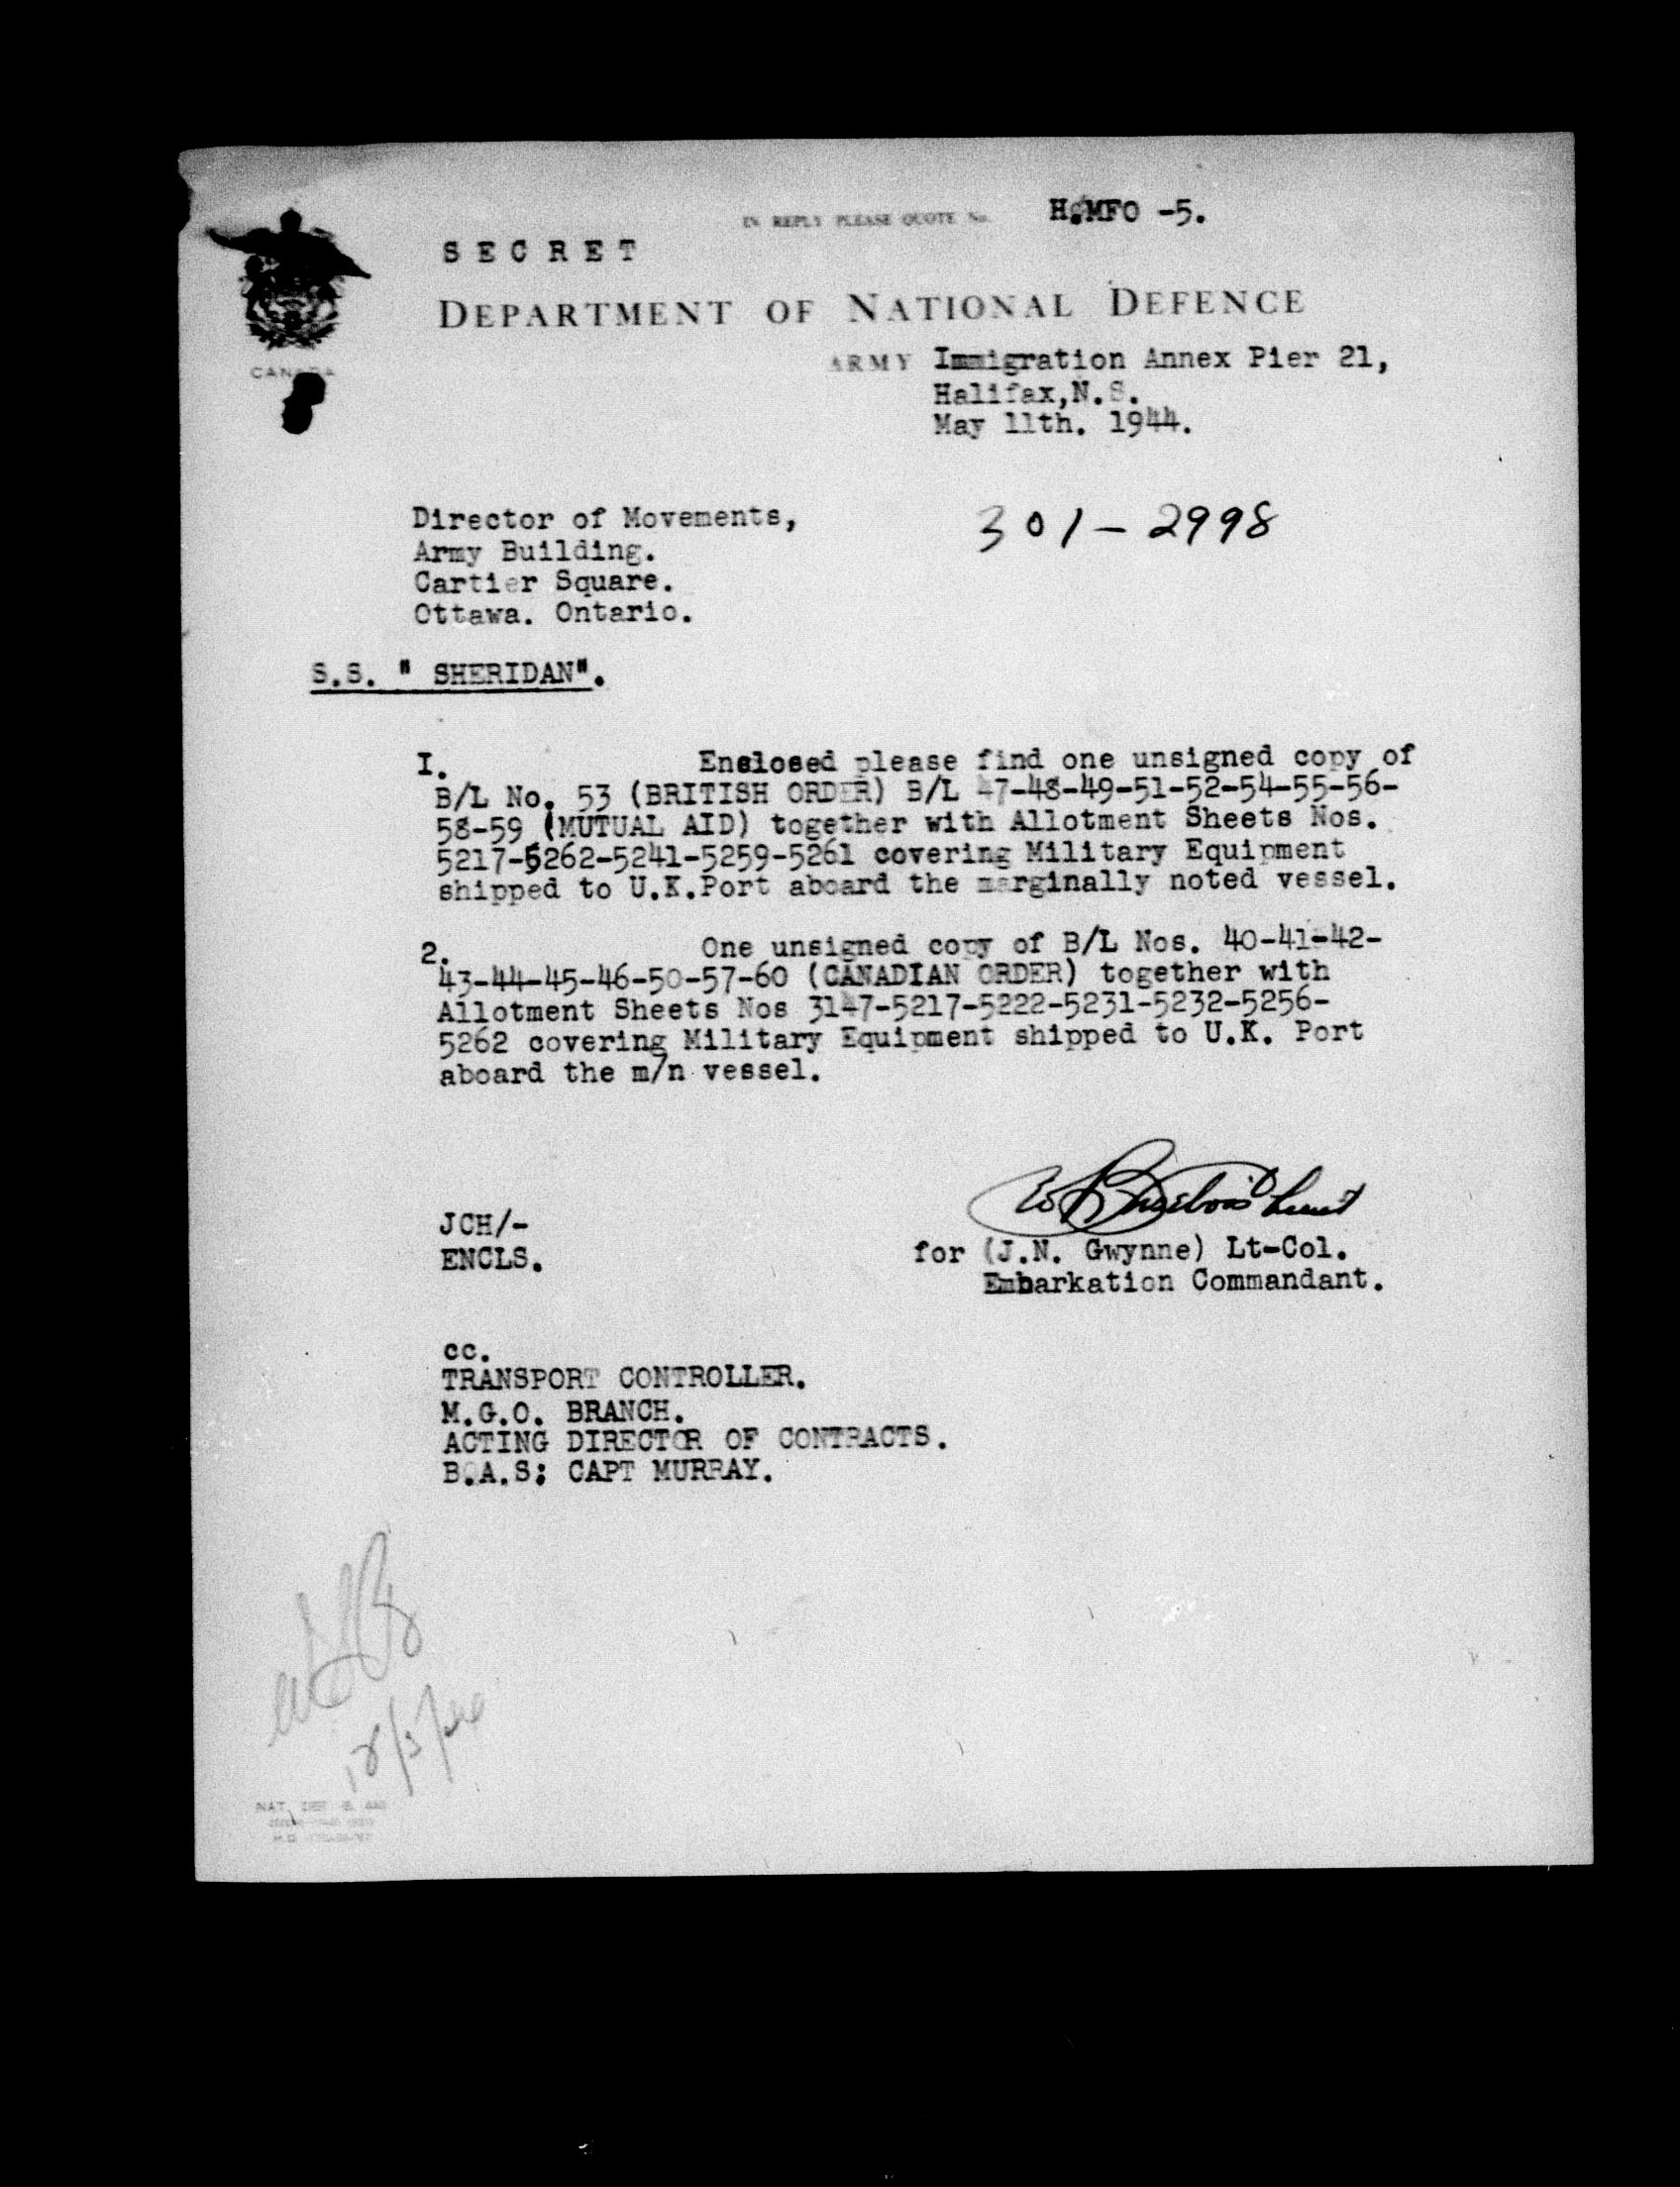 IN REPLY PLEASE QUOTE No. H.MFO -5.
SECRET
DEPARTMENT OF NATIONAL DEFENCE
CANADA
ARMY Immigration Annex Pier 21,
Halifax,N.S.
May 11th. 1944.
301-2998
Director of Movements,
Army Building.
Cartier Square.
Ottawa. Ontario.
S.S. " SHERIDAN".
I. Enclosed please find one unsigned copy of
B/L No. 53 (BRITISH ORDER) B/L 47-48-49-51-52-54-55-56-
58-59 (MUTUAL AID) together with Allotment Sheets Nos.
5217-5262-5241-5259-5261 covering Military Equipment
shipped to U.K.Port aboard the marginally noted vessel.
2. One unsigned copy of B/L Nos. 40-41-42-
43-44-45-46-50-57-60 (CANADIAN ORDER) together with
Allotment Sheets Nos 3147-5217-5222-5231-5232-5256-
5262 covering Military Equipment shipped to U.K. Port
aboard the m/n vessel.
JCH/-
ENCLS.
for (J.N. Gwynne) Lt-Col.
Embarkation Commandant.
cc.
TRANSPORT CONTROLLER.
M.G.O. BRANCH.
ACTING DIRECTOR OF CONTRACTS.
B.A.S: CAPT MURRAY.